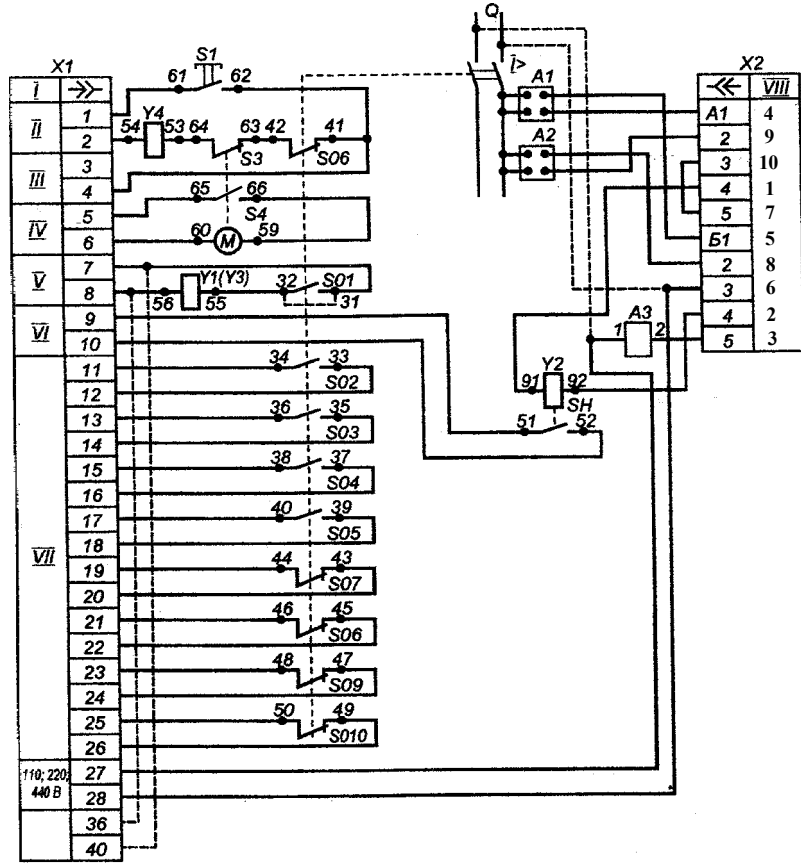 Q
X1
S1
I>
X2
I
61
62
A1
VIII
1
A1
4
II
54
Y4
53
64
63
42
41
2
S3
S06
A2
2
9
3
3
10
III
4
65
66
4
1
5
S4
5
7
IV
60
M
59
6
Б1
5
7
Y1(Y3)
32
S01
2
8
V
8
56
55
31
3
6
9
A3
4
2
VI
1
2
10
34
33
5
3
11
S02
Y2
91
92
12
36
35
SH
13
S03
51
52
14
38
37
15
S04
16
40
39
17
S05
18
VII
44
43
19
S07
20
46
45
21
S06
22
48
47
23
S09
24
50
49
25
S010
26
110; 220;
440 В
27
28
36
40